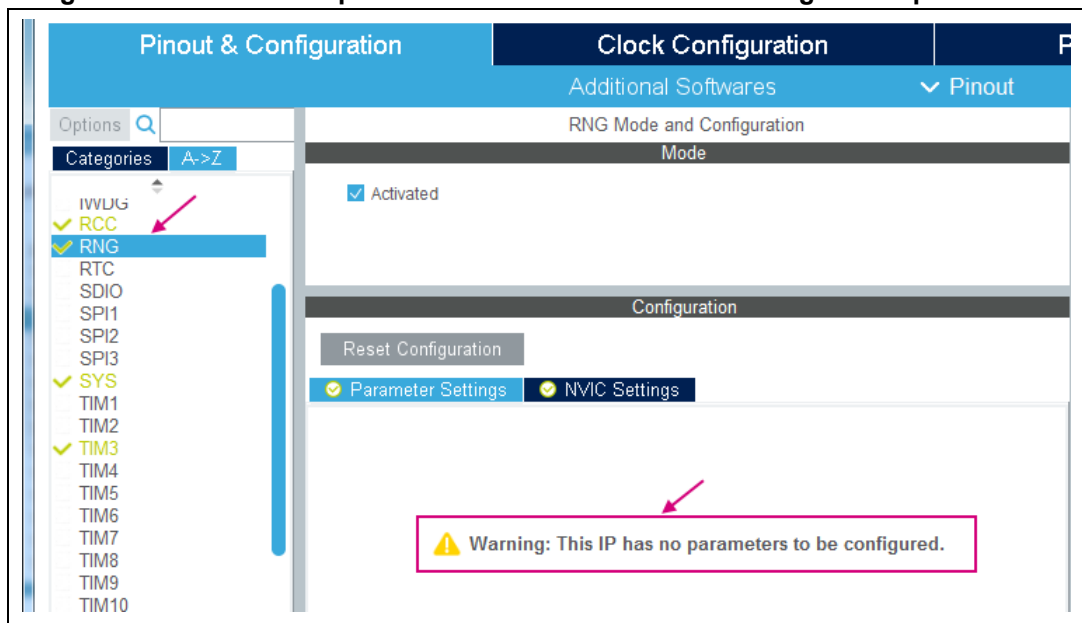 Pinout & Configuration
Clock Configuration
P
Additional Softwares
Pinout
Options
RNG Mode and Configuration
Categories
A->Z
Mode
IWDG
Activated
RCC
RNG
RTC
SDIO
SPI1
Configuration
SPI2
Reset Configuration
SPI3
SYS
Parameter Settings
NVIC Settings
TIM1
TIM2
TIM3
TIM4
TIM5
TIM6
TIM7
Warning: This IP has no parameters to be configured.
TIM8
TIM9
TIM10